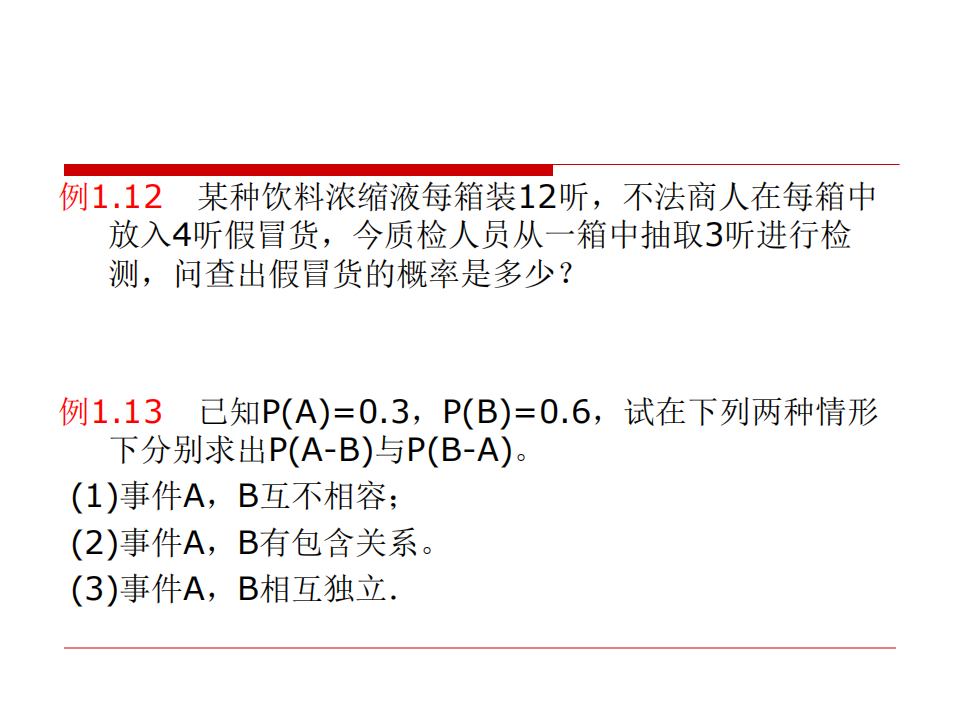 例1.12 某种饮料浓缩液每箱装12听，不法商人在每箱中
放入4听假冒货，今质检人员从一箱中抽取3听进行检
测，问查出假冒货的概率是多少？
例1.13 已知P(A)=0.3，P(B)=0.6，试在下列两种情形
下分别求出P(A-B)与P(B-A)。
(1)事件A，B互不相容；
(2)事件A，B有包含关系。
(3)事件A，B相互独立．